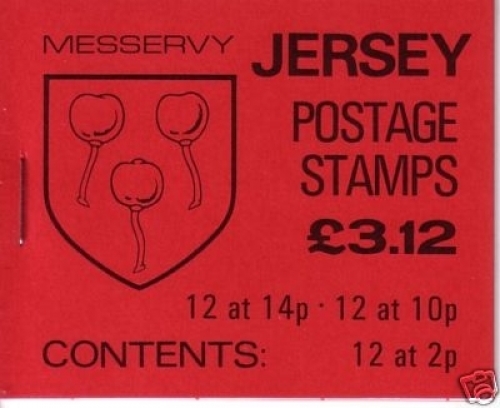 MESSERVY
JERSEY
POSTAGE
STAMPS
£3.12
12 at 14p · 12 at 10p
CONTENTS: 12 at 2p